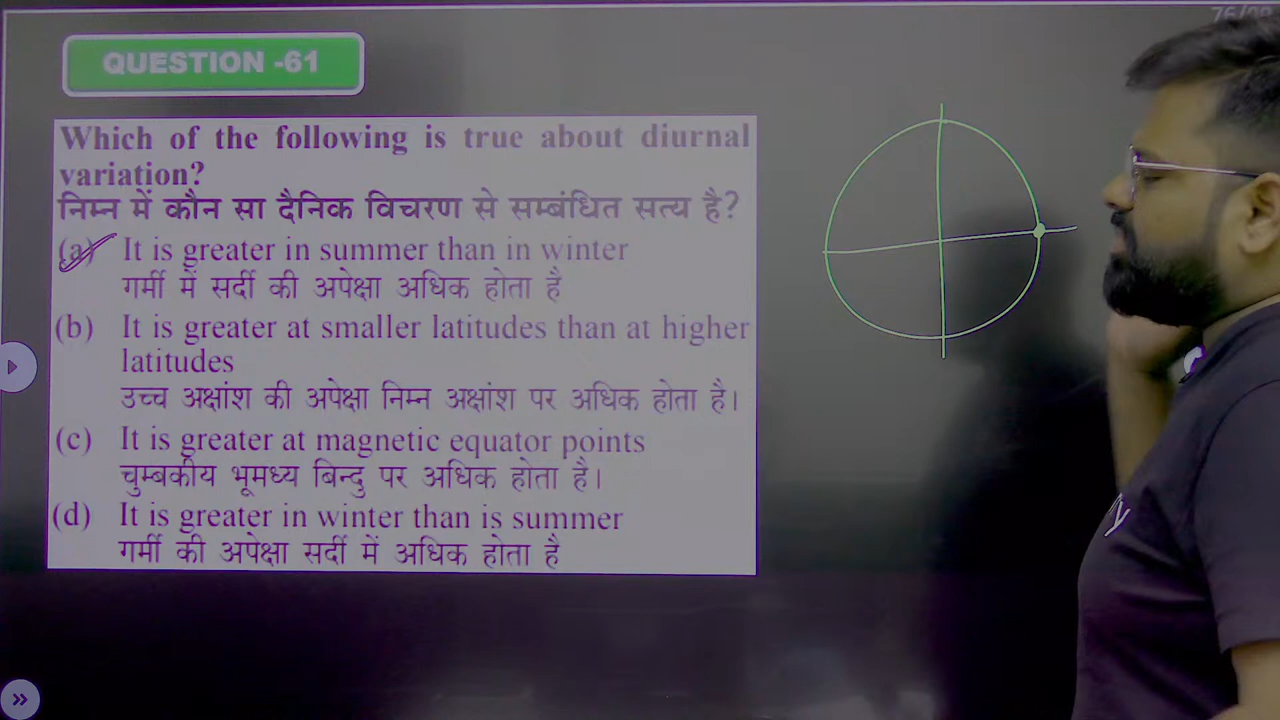 QUESTION -61
Which of the following is true about diurnal
variation?
निम्न में कौन सा दैनिक विचरण से सम्बंधित सत्य है?
(a) It is greater in summer than in winter
गर्मी में सर्दी की अपेक्षा अधिक होता है
(b) It is greater at smaller latitudes than at higher
latitudes
उच्च अक्षांश की अपेक्षा निम्न अक्षांश पर अधिक होता है।
(c) It is greater at magnetic equator points
चुम्बकीय भूमध्य बिन्दु पर अधिक होता है।
(d) It is greater in winter than is summer
गर्मी की अपेक्षा सर्दी में अधिक होता है